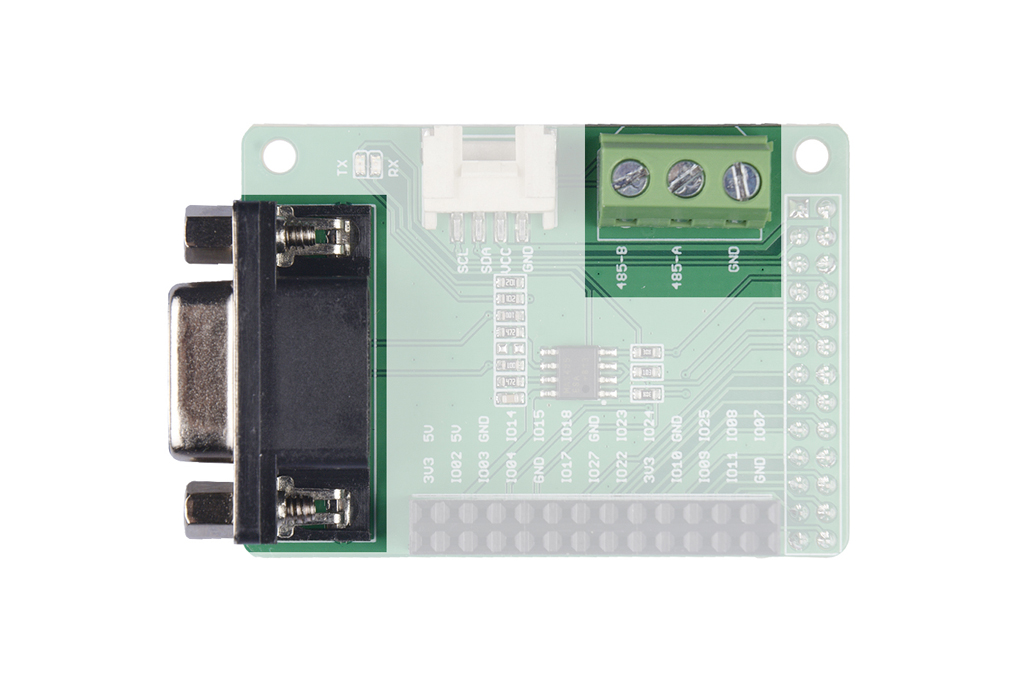 TX
RX
SCL
SDA
VCC
GND
485-B
485-A
GND
5V
5V
GND
IO14
IO15
IO18
GND
IO23
IO24
GND
IO25
IO08
IO07
3V3
IO02
IO03
IO04
GND
IO17
IO27
IO22
3V3
IO10
IO09
IO11
GND